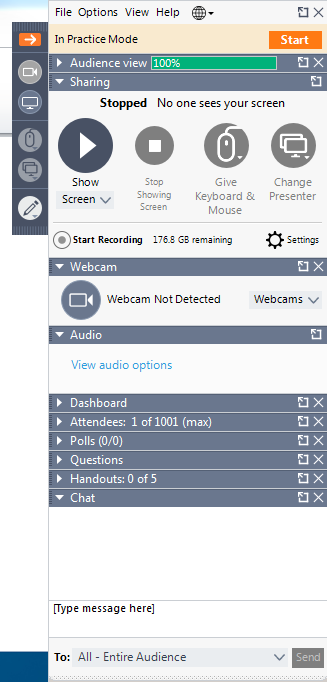 File Options View Help
In Practice Mode Start
Audience view 100%
Sharing
Stopped No one sees your screen
Show
Screen
Stop
Showing
Screen
Give
Keyboard &
Mouse
Change
Presenter
Start Recording 176.8 GB remaining Settings
Webcam
Webcam Not Detected Webcams
Audio
View audio options
Dashboard
Attendees: 1 of 1001 (max)
Polls (0/0)
Questions
Handouts: 0 of 5
Chat
[Type message here]
To: All - Entire Audience Send